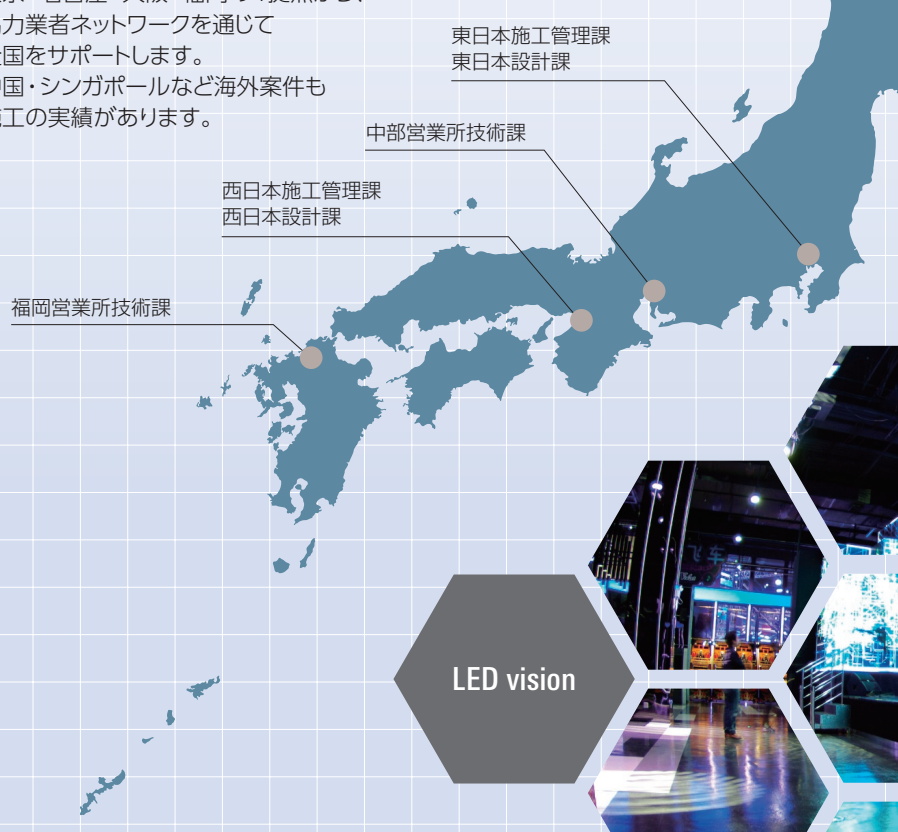 力業者ネットワークを通じて
国をサポートします。
国・シンガポールなど海外案件も
工の実績があります。
東日本施工管理課
東日本設計課
中部営業所技術課
西日本施工管理課
西日本設計課
福岡営業所技術課
飞车
LED vision